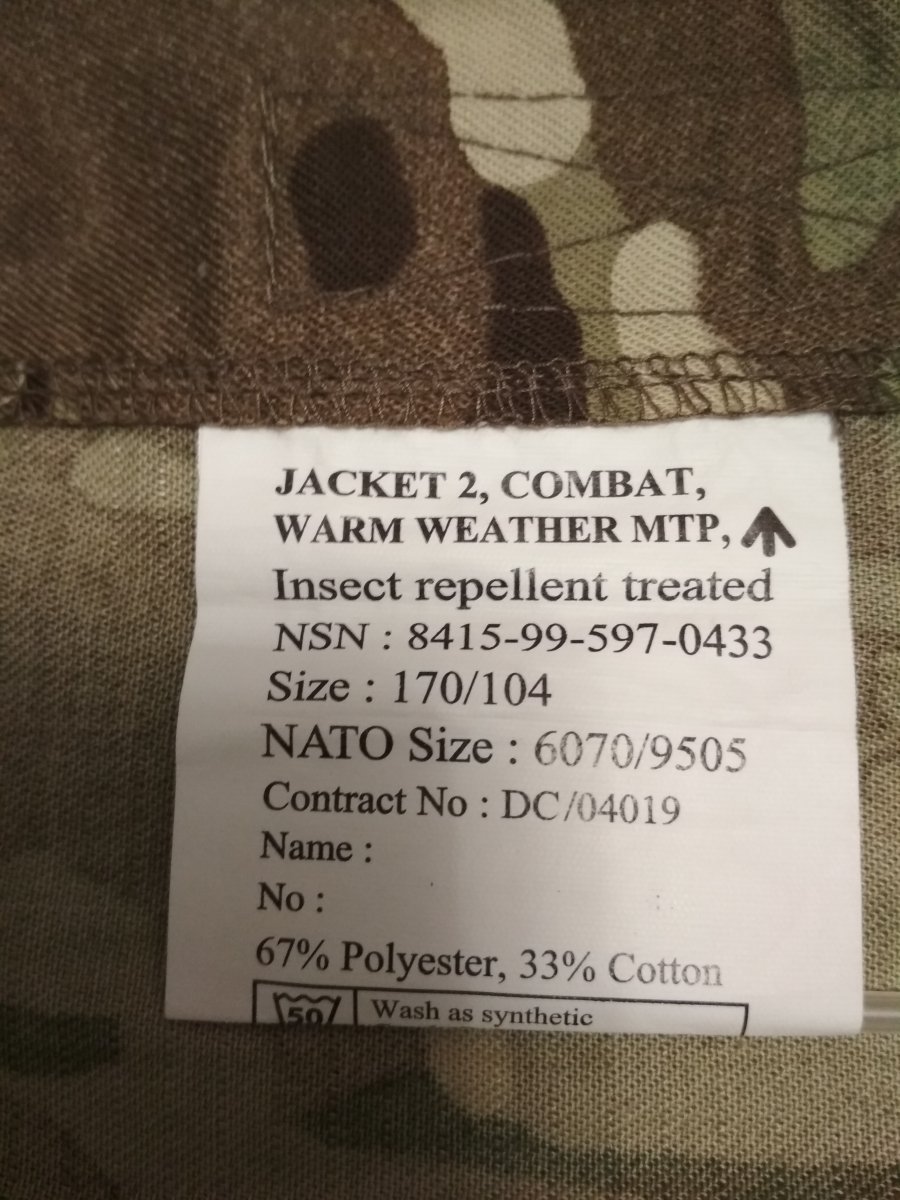 JACKET 2, COMBAT,
WARM WEATHER MTP,
Insect repellent treated
NSN : 8415-99-597-0433
Size : 170/104
NATO Size : 6070/9505
Contract No : DC/04019
Name :
No :
67% Polyester, 33% Cotton
50 Wash as synthetic